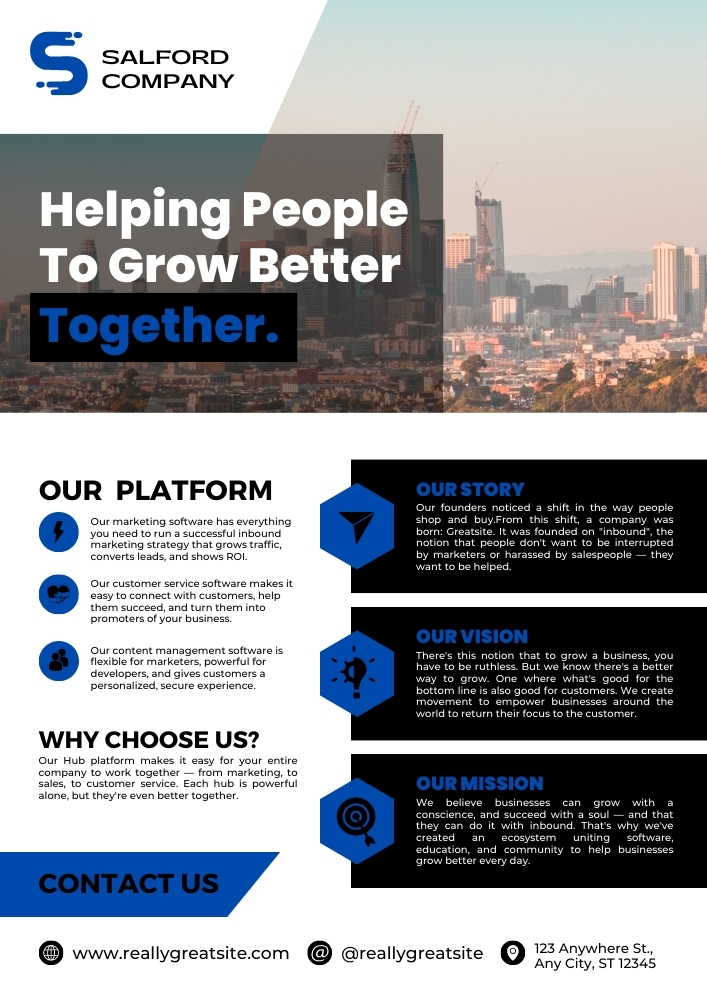 SALFORD
COMPANY
Helping People
To Grow Better
Together.
OUR PLATFORM
Our marketing software has everything
you need to run a successful inbound
marketing strategy that grows traffic,
converts leads, and shows ROI.
Our customer service software makes it
easy to connect with customers, help
them succeed, and turn them into
promoters of your business.
Our content management software is
flexible for marketers, powerful for
developers, and gives customers a
personalized, secure experience.
WHY CHOOSE US?
Our Hub platform makes it easy for your entire
company to work together — from marketing, to
sales, to customer service. Each hub is powerful
alone, but they're even better together.
OUR STORY
Our founders noticed a shift in the way people
shop and buy.From this shift, a company was
born: Greatsite. It was founded on "inbound", the
notion that people don't want to be interrupted
by marketers or harassed by salespeople — they
want to be helped.
OUR VISION
There's this notion that to grow a business, you
have to be ruthless. But we know there's a better
way to grow. One where what's good for the
bottom line is also good for customers. We create
movement to empower businesses around the
world to return their focus to the customer.
OUR MISSION
We believe businesses can grow with a
conscience, and succeed with a soul — and that
they can do it with inbound. That's why we've
created an ecosystem uniting software,
education, and community to help businesses
grow better every day.
CONTACT US
www.reallygreatsite.com
@reallygreatsite
123 Anywhere St.,
Any City, ST 12345